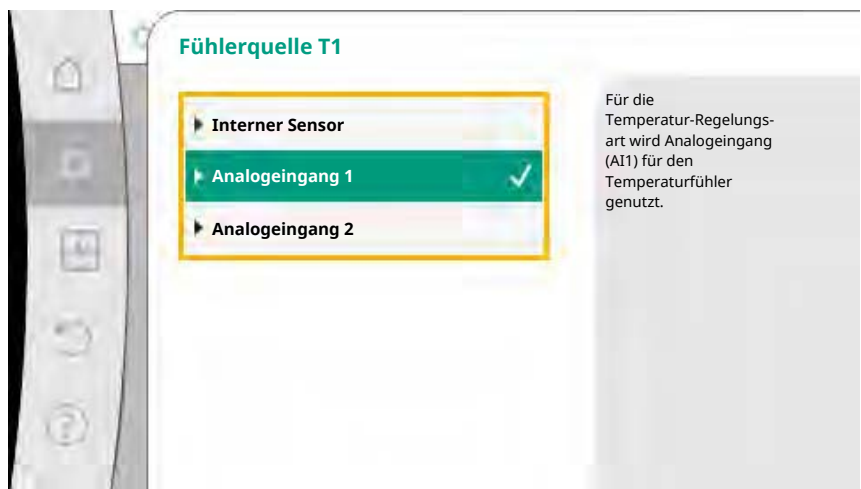 Fühlerquelle T1
Interner Sensor
Analogeingang 1
Analogeingang 2
Für die
Temperatur-Regelungs-
art wird Analogeingang
(AI1) für den
Temperaturfühler
genutzt.